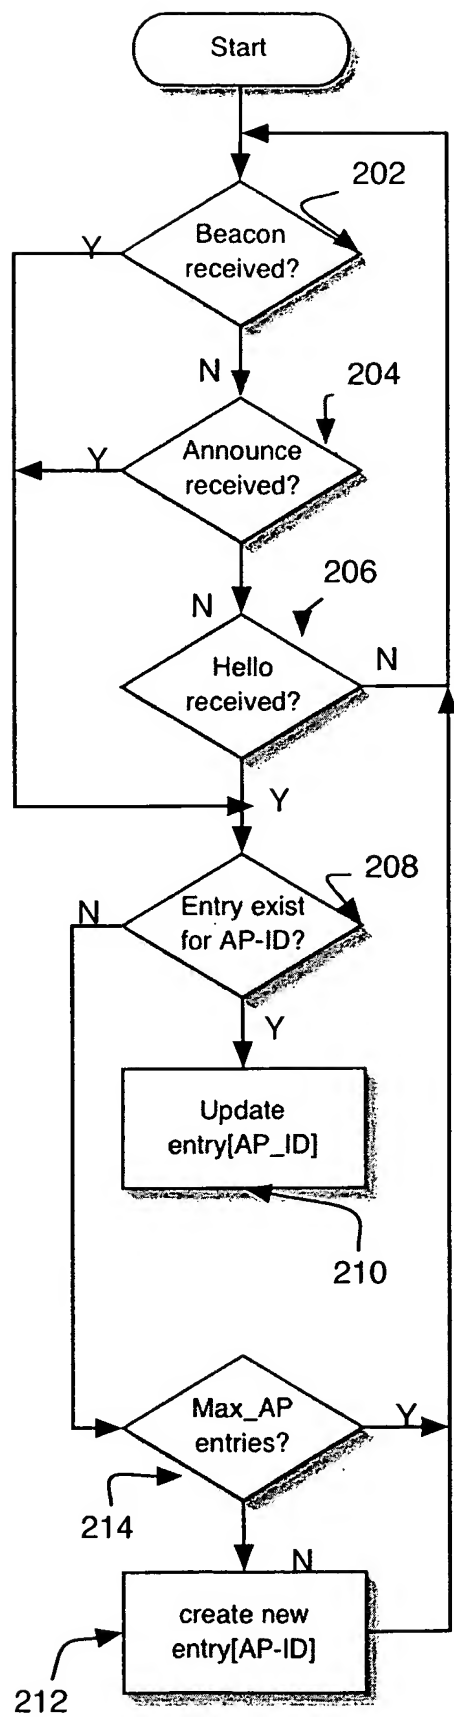 Start
202
Beacon
received?
Y
N
204
Announce
received?
Y
N
206
Hello
received?
N
Y
208
Entry exist
for AP-ID?
N
Y
Update
entry[AP_ID]
210
Max_AP
entries?
Y
214
N
create new
entry[AP-ID]
212